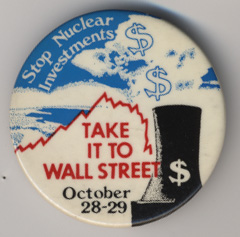 Stop Nuclear
Investments
$
$
TAKE
IT TO
WALL STREET
$
October
28-29